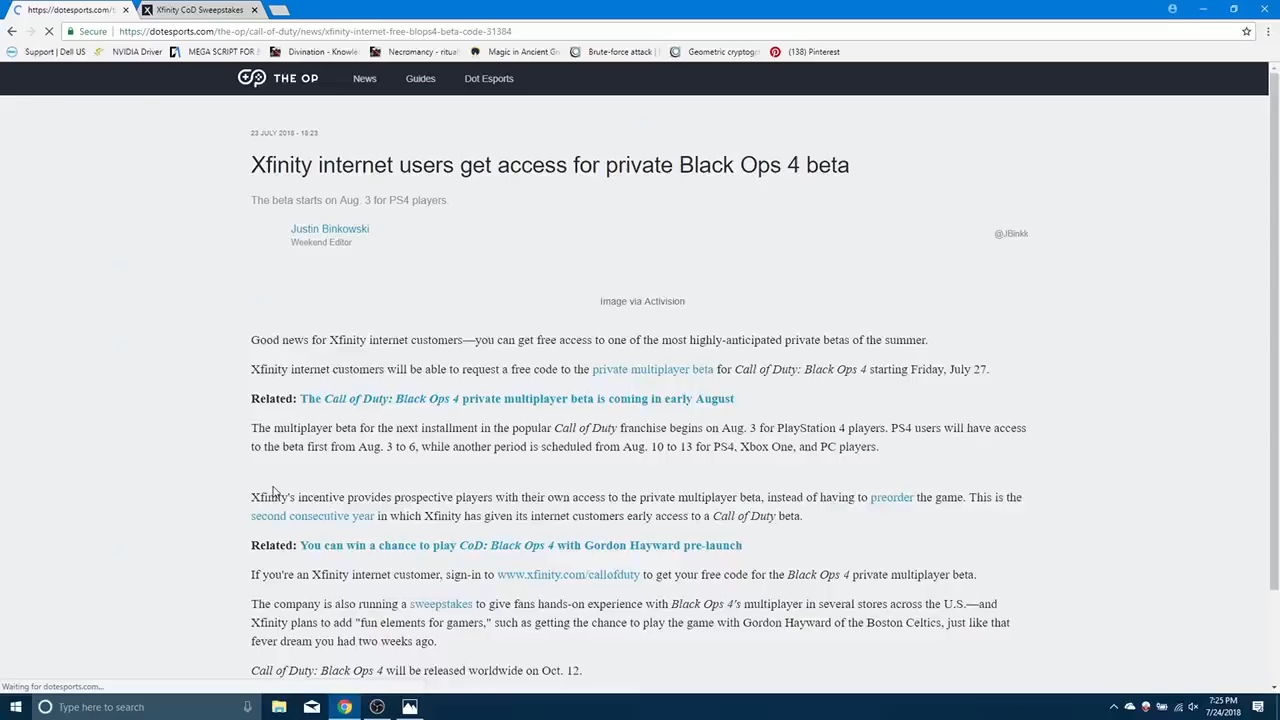 https://dotesports.com/t
Xfinity CoD Sweepstakes
Secure
https://dotesports.com/the-op/call-of-duty/news/xfinity-internet-free-blops4-beta-code-31384
Support | Dell US
NVIDIA Driver
MEGA SCRIPT FOR
Divination - Knowle
Necromancy - ritua
Magic in Ancient Gr
Brute-force attack |
Geometric cryptogr
(138) Pinterest
THE OP
News
Guides
Dot Esports
23 JULY 2018 - 18:23
Xfinity internet users get access for private Black Ops 4 beta
The beta starts on Aug. 3 for PS4 players.
Justin Binkowski
Weekend Editor
@JBinkk
Image via Activision
Good news for Xfinity internet customers—you can get free access to one of the most highly-anticipated private betas of the summer.
Xfinity internet customers will be able to request a free code to the private multiplayer beta for Call of Duty: Black Ops 4 starting Friday, July 27.
Related: The Call of Duty: Black Ops 4 private multiplayer beta is coming in early August
The multiplayer beta for the next installment in the popular Call of Duty franchise begins on Aug. 3 for PlayStation 4 players. PS4 users will have access
to the beta first from Aug. 3 to 6, while another period is scheduled from Aug. 10 to 13 for PS4, Xbox One, and PC players.
Xfinity's incentive provides prospective players with their own access to the private multiplayer beta, instead of having to preorder the game. This is the
second consecutive year in which Xfinity has given its internet customers early access to a Call of Duty beta.
Related: You can win a chance to play CoD: Black Ops 4 with Gordon Hayward pre-launch
If you're an Xfinity internet customer, sign-in to www.xfinity.com/callofduty to get your free code for the Black Ops 4 private multiplayer beta.
The company is also running a sweepstakes to give fans hands-on experience with Black Ops 4's multiplayer in several stores across the U.S.—and
Xfinity plans to add "fun elements for gamers," such as getting the chance to play the game with Gordon Hayward of the Boston Celtics, just like that
fever dream you had two weeks ago.
Call of Duty: Black Ops 4 will be released worldwide on Oct. 12.
Waiting for dotesports.com...
Type here to search
7:25 PM
7/24/2018